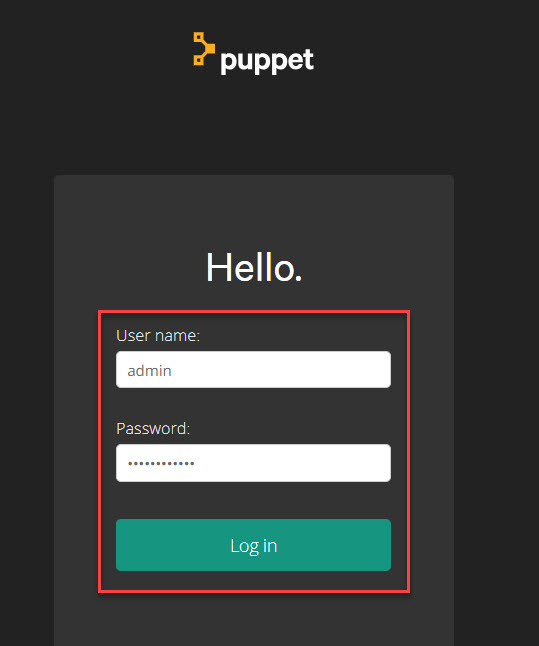 puppet
Hello.
User name:
admin
Password:
••••••••••••
Log in